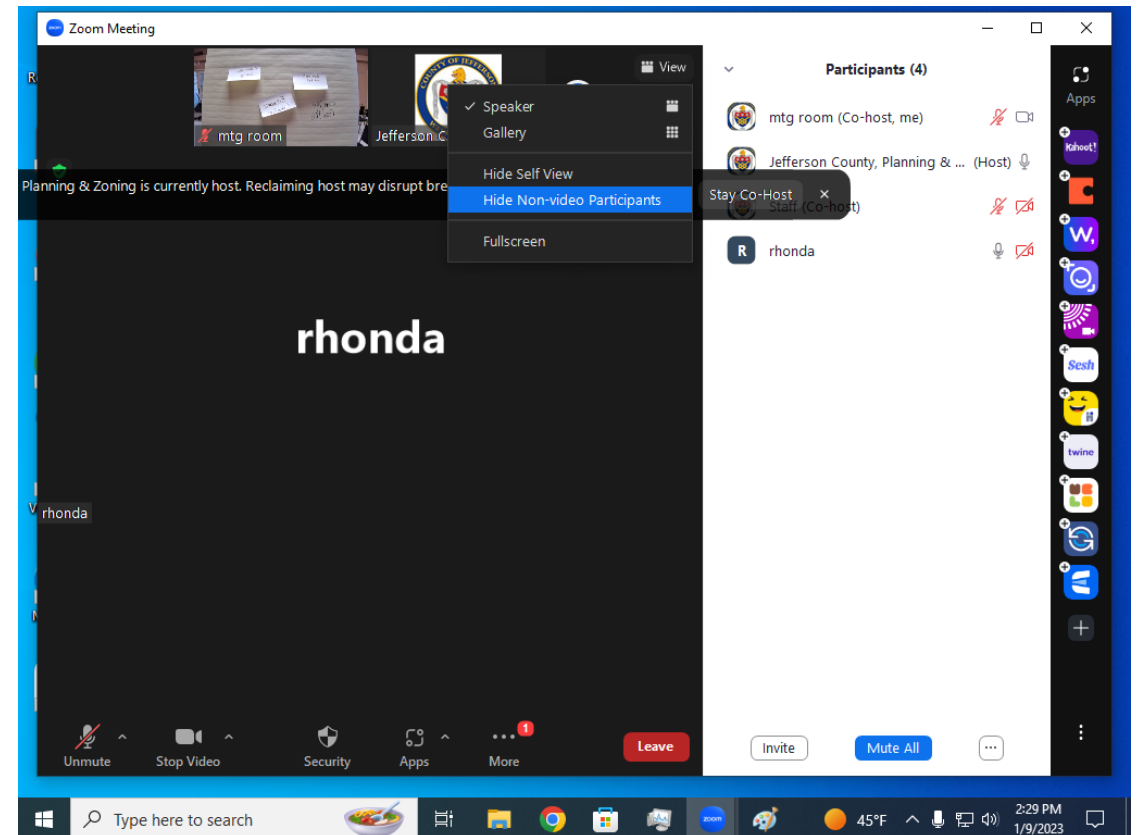 Zoom Meeting
View
mtg room
Jefferson C
Speaker
Gallery
Hide Self View
Hide Non-video Participants
Fullscreen
Planning & Zoning is currently host. Reclaiming host may disrupt bre
Stay Co-Host
rhonda
rhonda
Unmute
Stop Video
Security
Apps
More
1
Leave
Participants (4)
mtg room (Co-host, me)
Jefferson County, Planning & ... (Host)
Staff (Co-host)
R rhonda
Invite
Mute All
Apps
Kahoot!
W,
Sesh
twine
Type here to search
zoom
45°F
2:29 PM
1/9/2023